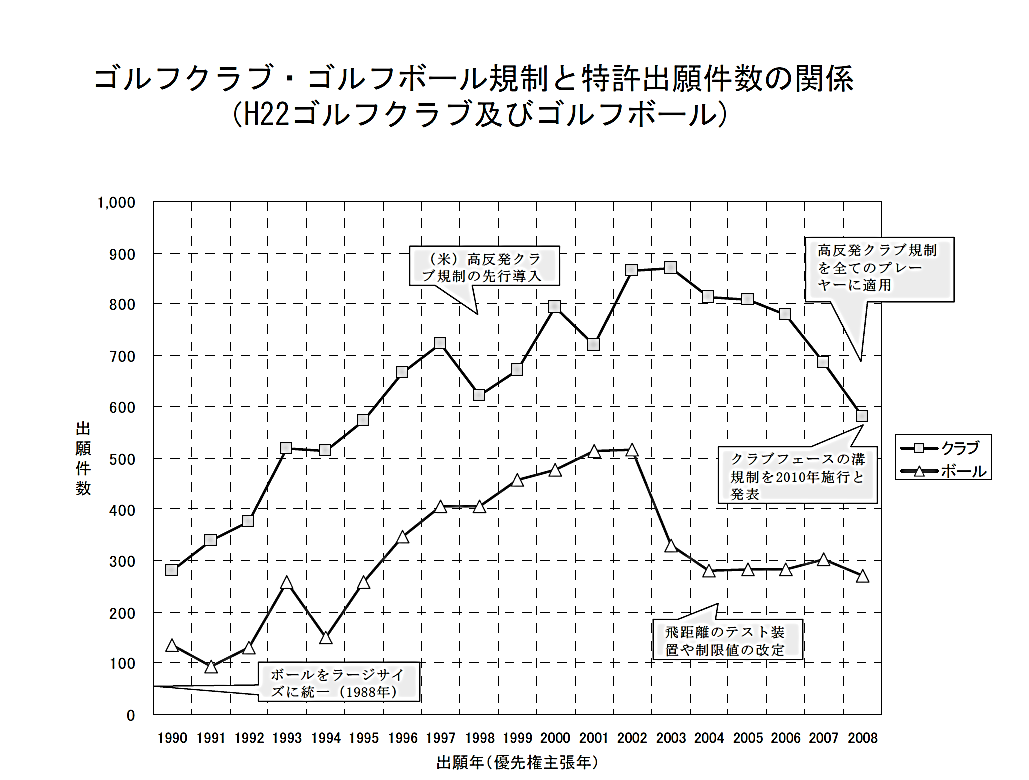 ゴルフクラブ・ゴルフボール規制と特許出願件数の関係
(H22ゴルフクラブ及びゴルフボール)
1,000
900
800
700
600
500
400
300
200
100
0
出願件数
(米)高反発クラ
ブ規制の先行導入
高反発クラブ規制
を全てのプレー
ヤーに適用
クラブフェースの溝
規制を2010年施行と
発表
飛距離のテスト装
置や制限値の改定
ボールをラージサイ
ズに統一(1988年)
クラブ
ボール
1990 1991 1992 1993 1994 1995 1996 1997 1998 1999 2000 2001 2002 2003 2004 2005 2006 2007 2008
出願年(優先権主張年)